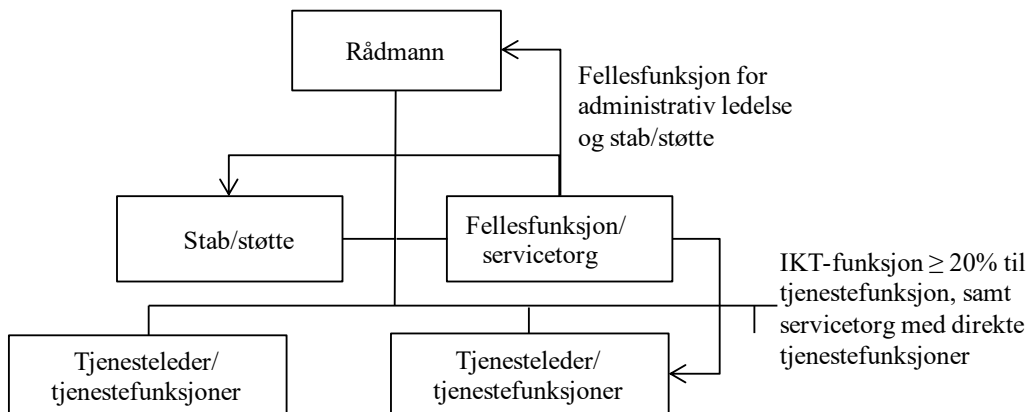 Rådmann
Fellesfunksjon for
administrativ ledelse
og stab/støtte
Stab/støtte
Fellesfunksjon/
servicetorg
IKT-funksjon ≥ 20% til
tjenestefunksjon, samt
servicetorg med direkte
tjenestefunksjoner
Tjenesteleder/
tjenestefunksjoner
Tjenesteleder/
tjenestefunksjoner